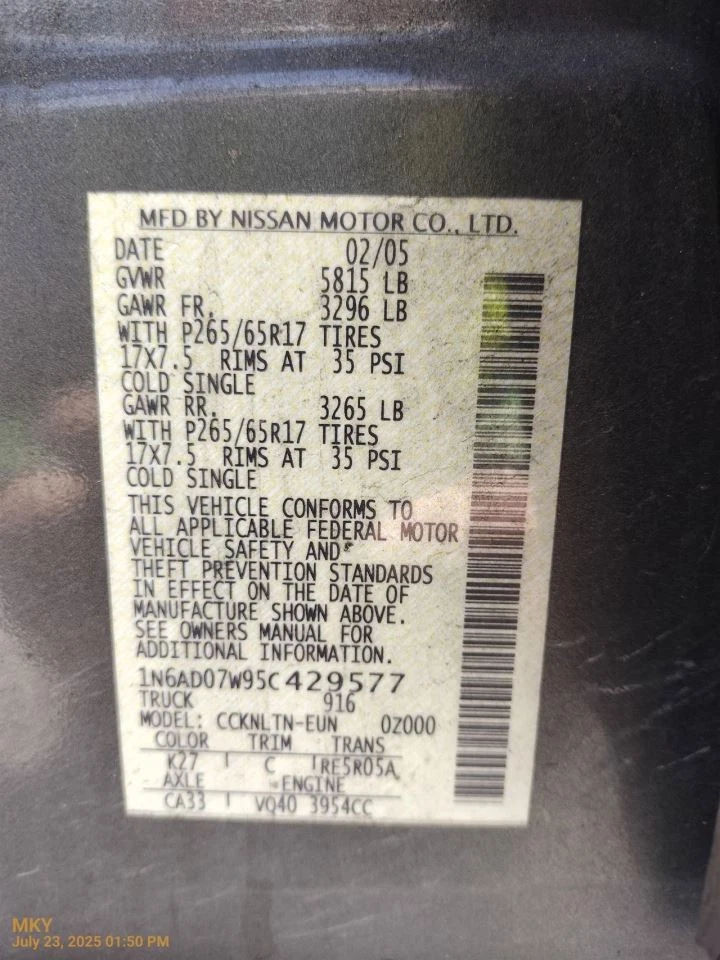 MFD BY NISSAN MOTOR CO., LTD.
DATE 02/05
GVWR 5815 LB
GAWR FR. 3296 LB
WITH P265/65R17 TIRES
17X7.5 RIMS AT 35 PSI
COLD SINGLE
GAWR RR. 3265 LB
WITH P265/65R17 TIRES
17X7.5 RIMS AT 35 PSI
COLD SINGLE
THIS VEHICLE CONFORMS TO
ALL APPLICABLE FEDERAL MOTOR
VEHICLE SAFETY AND
THEFT PREVENTION STANDARDS
IN EFFECT ON THE DATE OF
MANUFACTURE SHOWN ABOVE.
SEE OWNERS MANUAL FOR
ADDITIONAL INFORMATION.
1N6AD07W95C429577
TRUCK 916
MODEL: CCKNLTN-EUN 0Z000
COLOR TRIM TRANS
K27 C RE5R05A
AXLE ENGINE
CA33 VQ40 3954CC
MKY
July 23, 2025 01:50 PM